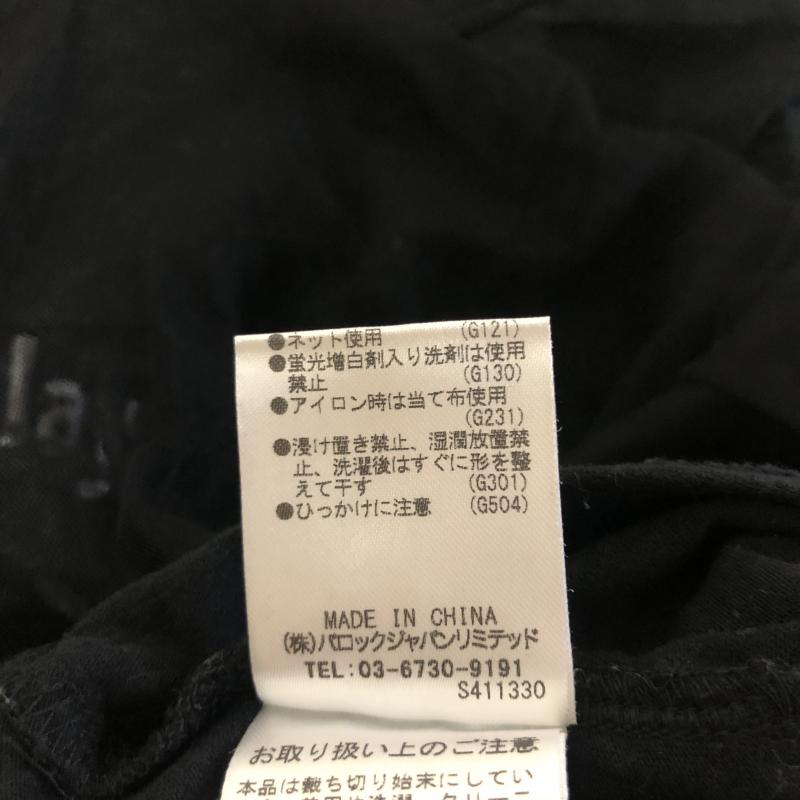 ●ネット使用 (G121)
●蛍光増白剤入り洗剤は使用
禁止 (G130)
●アイロン時は当て布使用
(G231)
●浸け置き禁止、湿潤放置禁
止、洗濯後はすぐに形を整
えて干す (G301)
●ひっかけに注意 (G504)
MADE IN CHINA
(株)バロックジャパンリミテッド
TEL:03-6730-9191
S411330
お取り扱い上のご注意
本品は裁ち切り始末にしてい